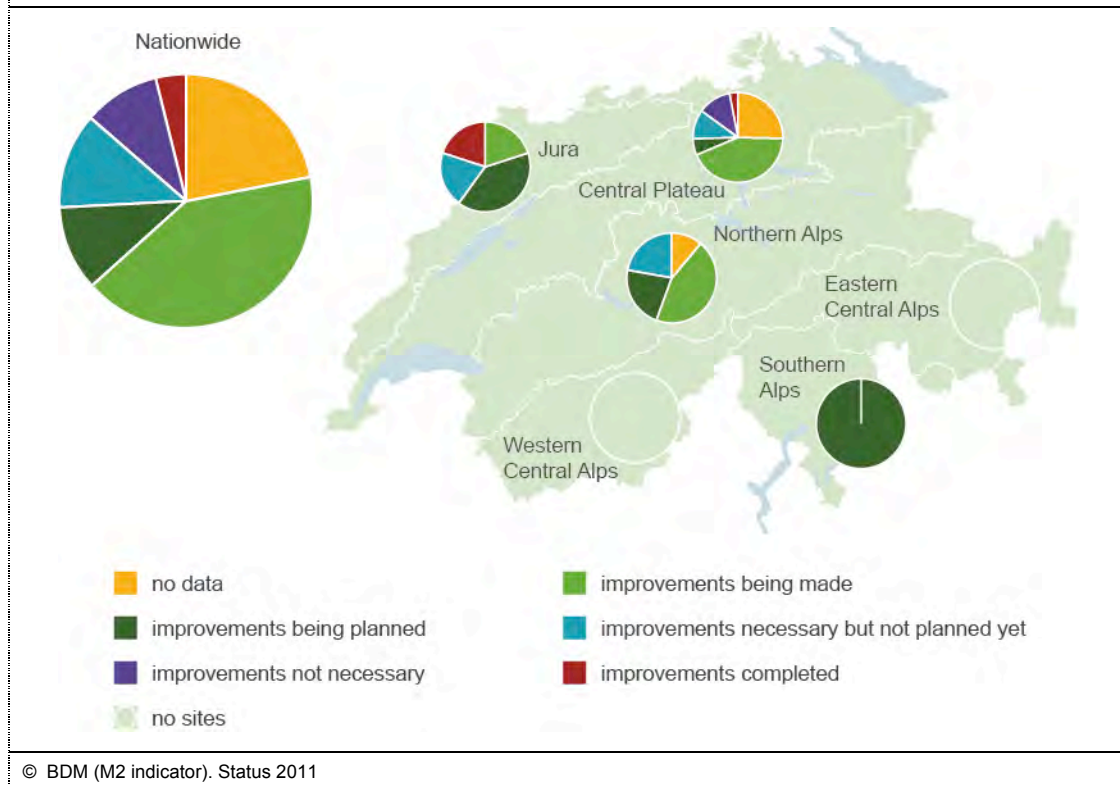 Nationwide
Jura
Central Plateau
Northern Alps
Eastern
Central Alps
Southern
Alps
Western
Central Alps
no data
improvements being made
improvements being planned
improvements necessary but not planned yet
improvements not necessary
improvements completed
no sites
© BDM (M2 indicator). Status 2011